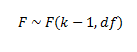 F ~ F(k − 1, df)